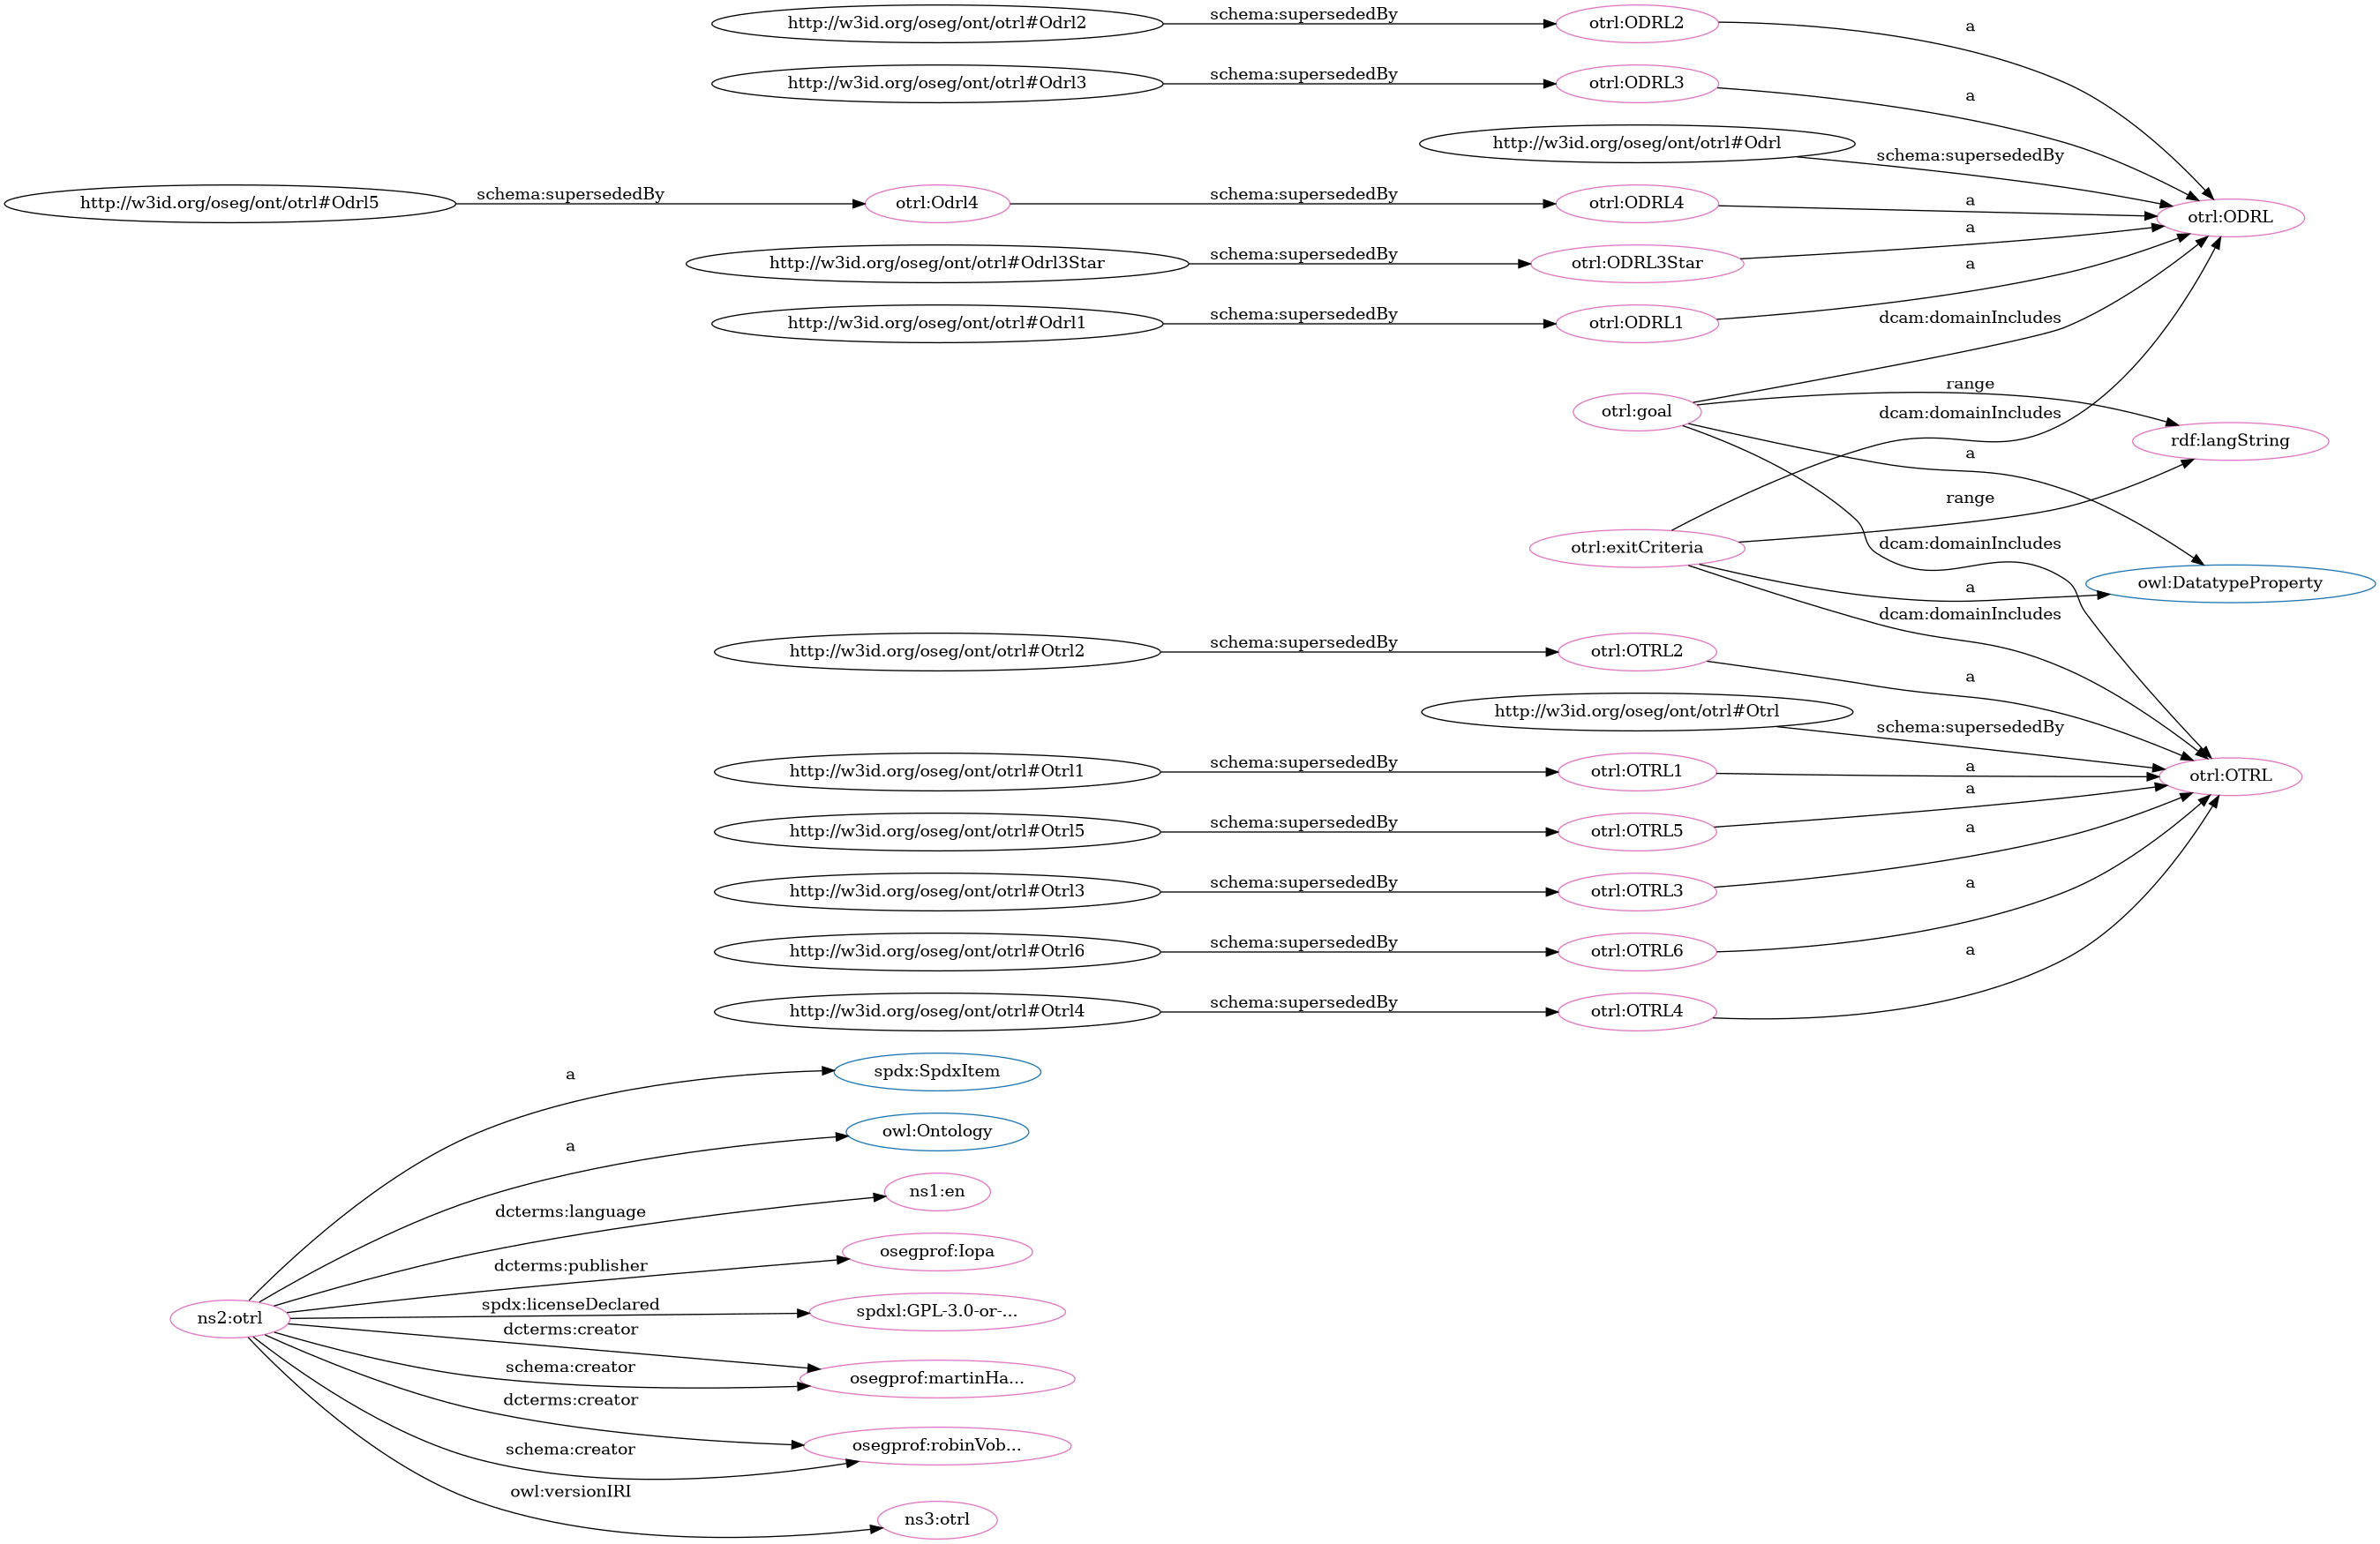 http://w3id.org/oseg/ont/otrl#Odrl2
schema:supersededBy
otrl:ODRL2
a
http://w3id.org/oseg/ont/otrl#Odrl3
schema:supersededBy
otrl:ODRL3
a
http://w3id.org/oseg/ont/otrl#Odrl
schema:supersededBy
http://w3id.org/oseg/ont/otrl#Odrl5
schema:supersededBy
otrl:Odrl4
schema:supersededBy
otrl:ODRL4
a
otrl:ODRL
http://w3id.org/oseg/ont/otrl#Odrl3Star
schema:supersededBy
otrl:ODRL3Star
a
http://w3id.org/oseg/ont/otrl#Odrl1
schema:supersededBy
otrl:ODRL1
a
dcam:domainIncludes
otrl:goal
range
dcam:domainIncludes
rdf:langString
a
range
otrl:exitCriteria
dcam:domainIncludes
a
owl:DatatypeProperty
dcam:domainIncludes
http://w3id.org/oseg/ont/otrl#Otrl2
schema:supersededBy
otrl:OTRL2
a
http://w3id.org/oseg/ont/otrl#Otrl
schema:supersededBy
http://w3id.org/oseg/ont/otrl#Otrl1
schema:supersededBy
otrl:OTRL1
a
otrl:OTRL
http://w3id.org/oseg/ont/otrl#Otrl5
schema:supersededBy
otrl:OTRL5
a
http://w3id.org/oseg/ont/otrl#Otrl3
schema:supersededBy
otrl:OTRL3
a
http://w3id.org/oseg/ont/otrl#Otrl6
schema:supersededBy
otrl:OTRL6
a
http://w3id.org/oseg/ont/otrl#Otrl4
schema:supersededBy
otrl:OTRL4
a
a
spdx:SpdxItem
a
owl:Ontology
dcterms:language
ns1:en
dcterms:publisher
osegprof:Iopa
ns2:otrl
spdx:licenseDeclared
spdxl:GPL-3.0-or-...
dcterms:creator
schema:creator
osegprof:martinHa...
dcterms:creator
schema:creator
osegprof:robinVob...
owl:versionIRI
ns3:otrl